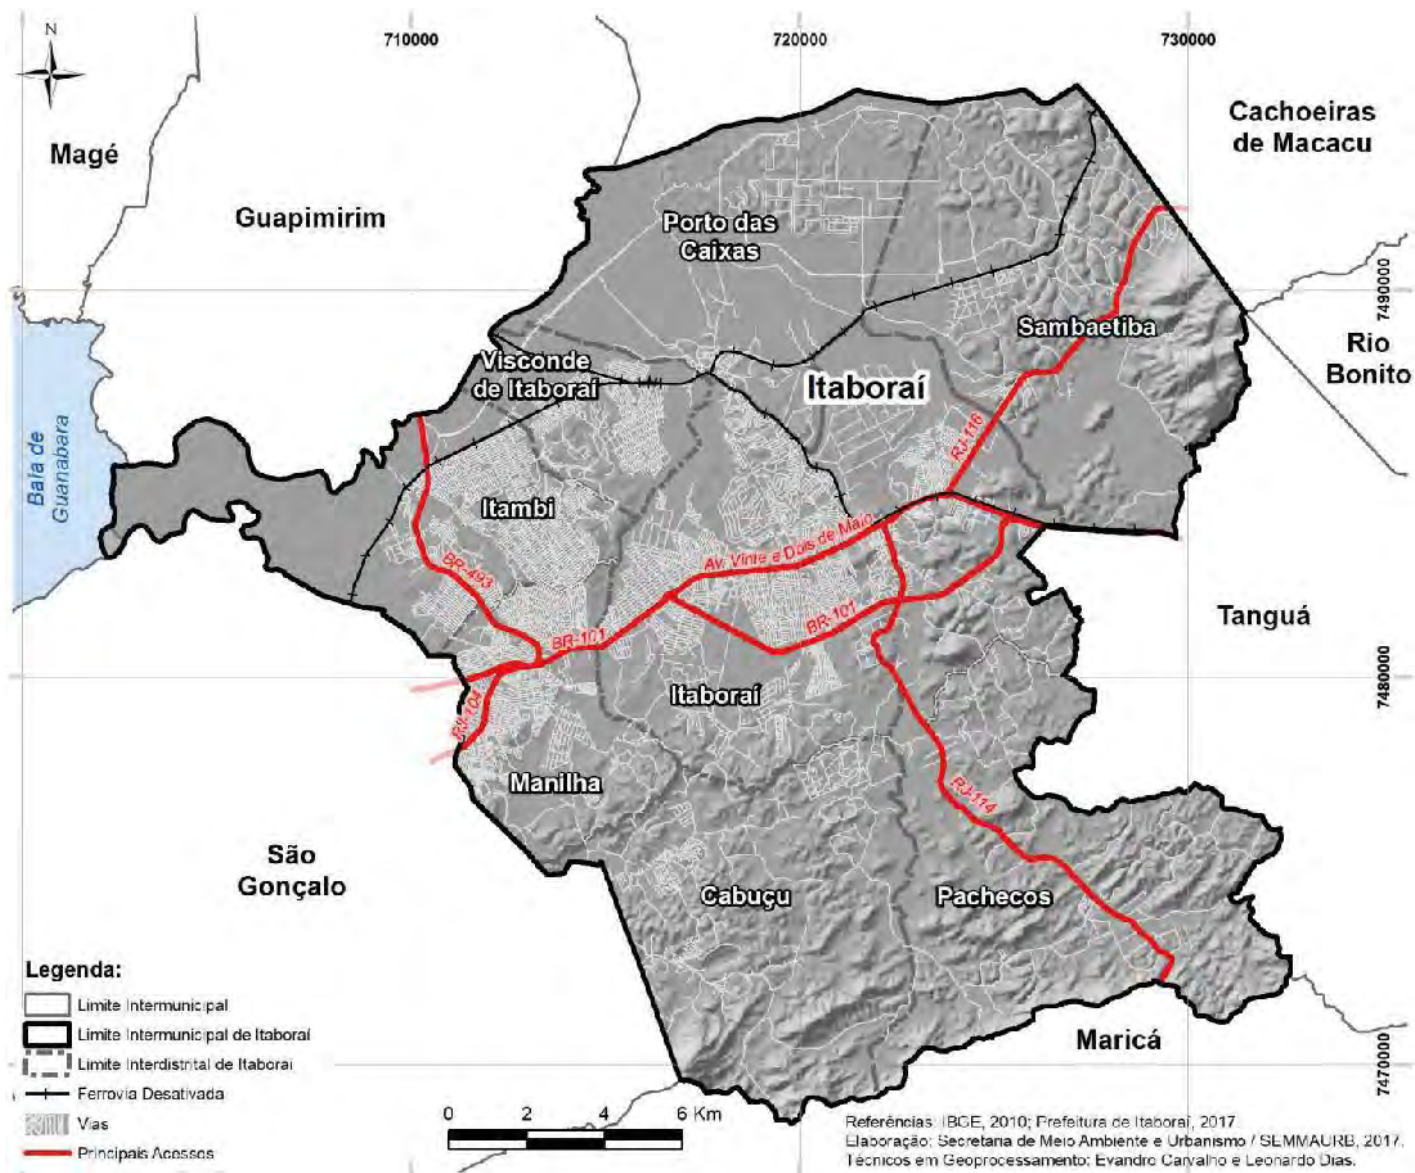 N
710000
720000
730000
Magé
Guapimirim
Cachoeiras
de Macacu
Porto das
Caixas
7490000
Sambaetiba
Rio
Bonito
Visconde
de Itaboraí
Itaboraí
Baía de
Guanabara
RJ-116
Itambi
Av. Vinte e Dois de Maio
BR-493
BR-101
BR-101
Tanguá
Itaboraí
7480000
RJ-104
Manilha
RJ-114
São
Gonçalo
Cabuçu
Pachecos
Maricá
7470000
Legenda:
Limite Intermunicipal
Limite Intermunicipal de Itaboraí
Limite Interdistrital de Itaboraí
Ferrovia Desativada
Vias
Principais Acessos
0 2 4 6 Km
Referências: IBGE, 2010; Prefeitura de Itaboraí, 2017
Elaboração: Secretaria de Meio Ambiente e Urbanismo / SEMMAURB, 2017.
Técnicos em Geoprocessamento: Evandro Carvalho e Leonardo Dias.